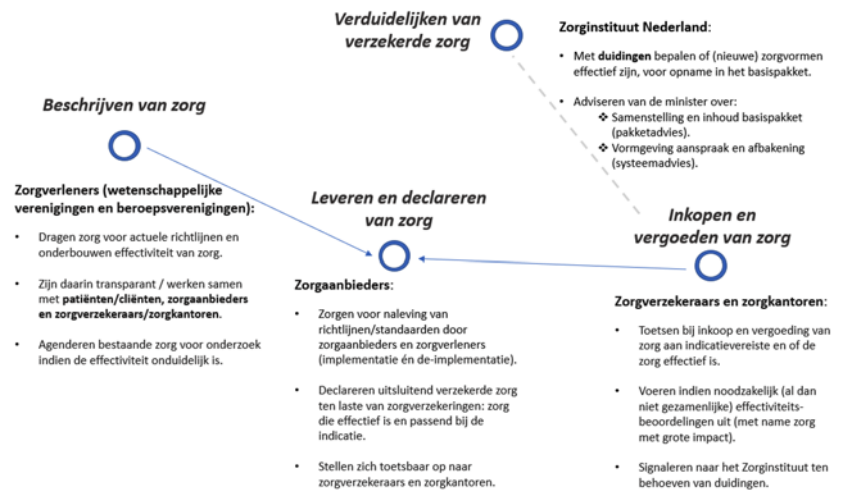 Verduidelijken van
verzekerde zorg
Zorginstituut Nederland:
• Met duidingen bepalen of (nieuwe) zorgvormen
effectief zijn, voor opname in het basispakket.
• Adviseren van de minister over:
❖ Samenstelling en inhoud basispakket
(pakketadvies).
❖ Vormgeving aanspraak en afbakening
(systeemadvies).
Beschrijven van zorg
Zorgverleners (wetenschappelijke
verenigingen en beroepsverenigingen):
• Dragen zorg voor actuele richtlijnen en
onderbouwen effectiviteit van zorg.
• Zijn daarin transparant / werken samen
met patiënten/cliënten, zorgaanbieders
en zorgverzekeraars/zorgkantoren.
• Agenderen bestaande zorg voor onderzoek
indien de effectiviteit onduidelijk is.
Leveren en declareren
van zorg
Zorgaanbieders:
• Zorgen voor naleving van
richtlijnen/standaarden door
zorgaanbieders en zorgverleners
(implementatie én de-implementatie).
• Declareren uitsluitend verzekerde zorg
ten laste van zorgverzekeringen: zorg
die effectief is en passend bij de
indicatie.
• Stellen zich toetsbaar op naar
zorgverzekeraars en zorgkantoren.
Inkopen en
vergoeden van zorg
Zorgverzekeraars en zorgkantoren:
• Toetsen bij inkoop en vergoeding van
zorg aan indicatievereiste en of de
zorg effectief is.
• Voeren indien noodzakelijk (al dan
niet gezamenlijke) effectiviteits-
beoordelingen uit (met name zorg
met grote impact).
• Signaleren naar het Zorginstituut ten
behoeven van duidingen.